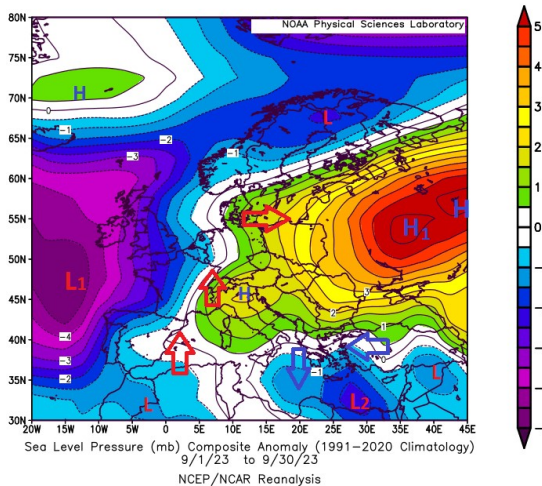 NOAA Physical Sciences Laboratory
80N
75N
70N
65N
60N
55N
50N
45N
40N
35N
30N
20W 15W 10W 5W 0 5E 10E 15E 20E 25E 30E 35E 40E 45E
H
0
-1
-2
-3
-1
L
H
H1
L1
H
3
2
1
0
-4
-3
-2
-1
L
L2
L
5
4
3
2
1
0
Sea Level Pressure (mb) Composite Anomaly (1991-2020 Climatology)
9/1/23 to 9/30/23
NCEP/NCAR Reanalysis